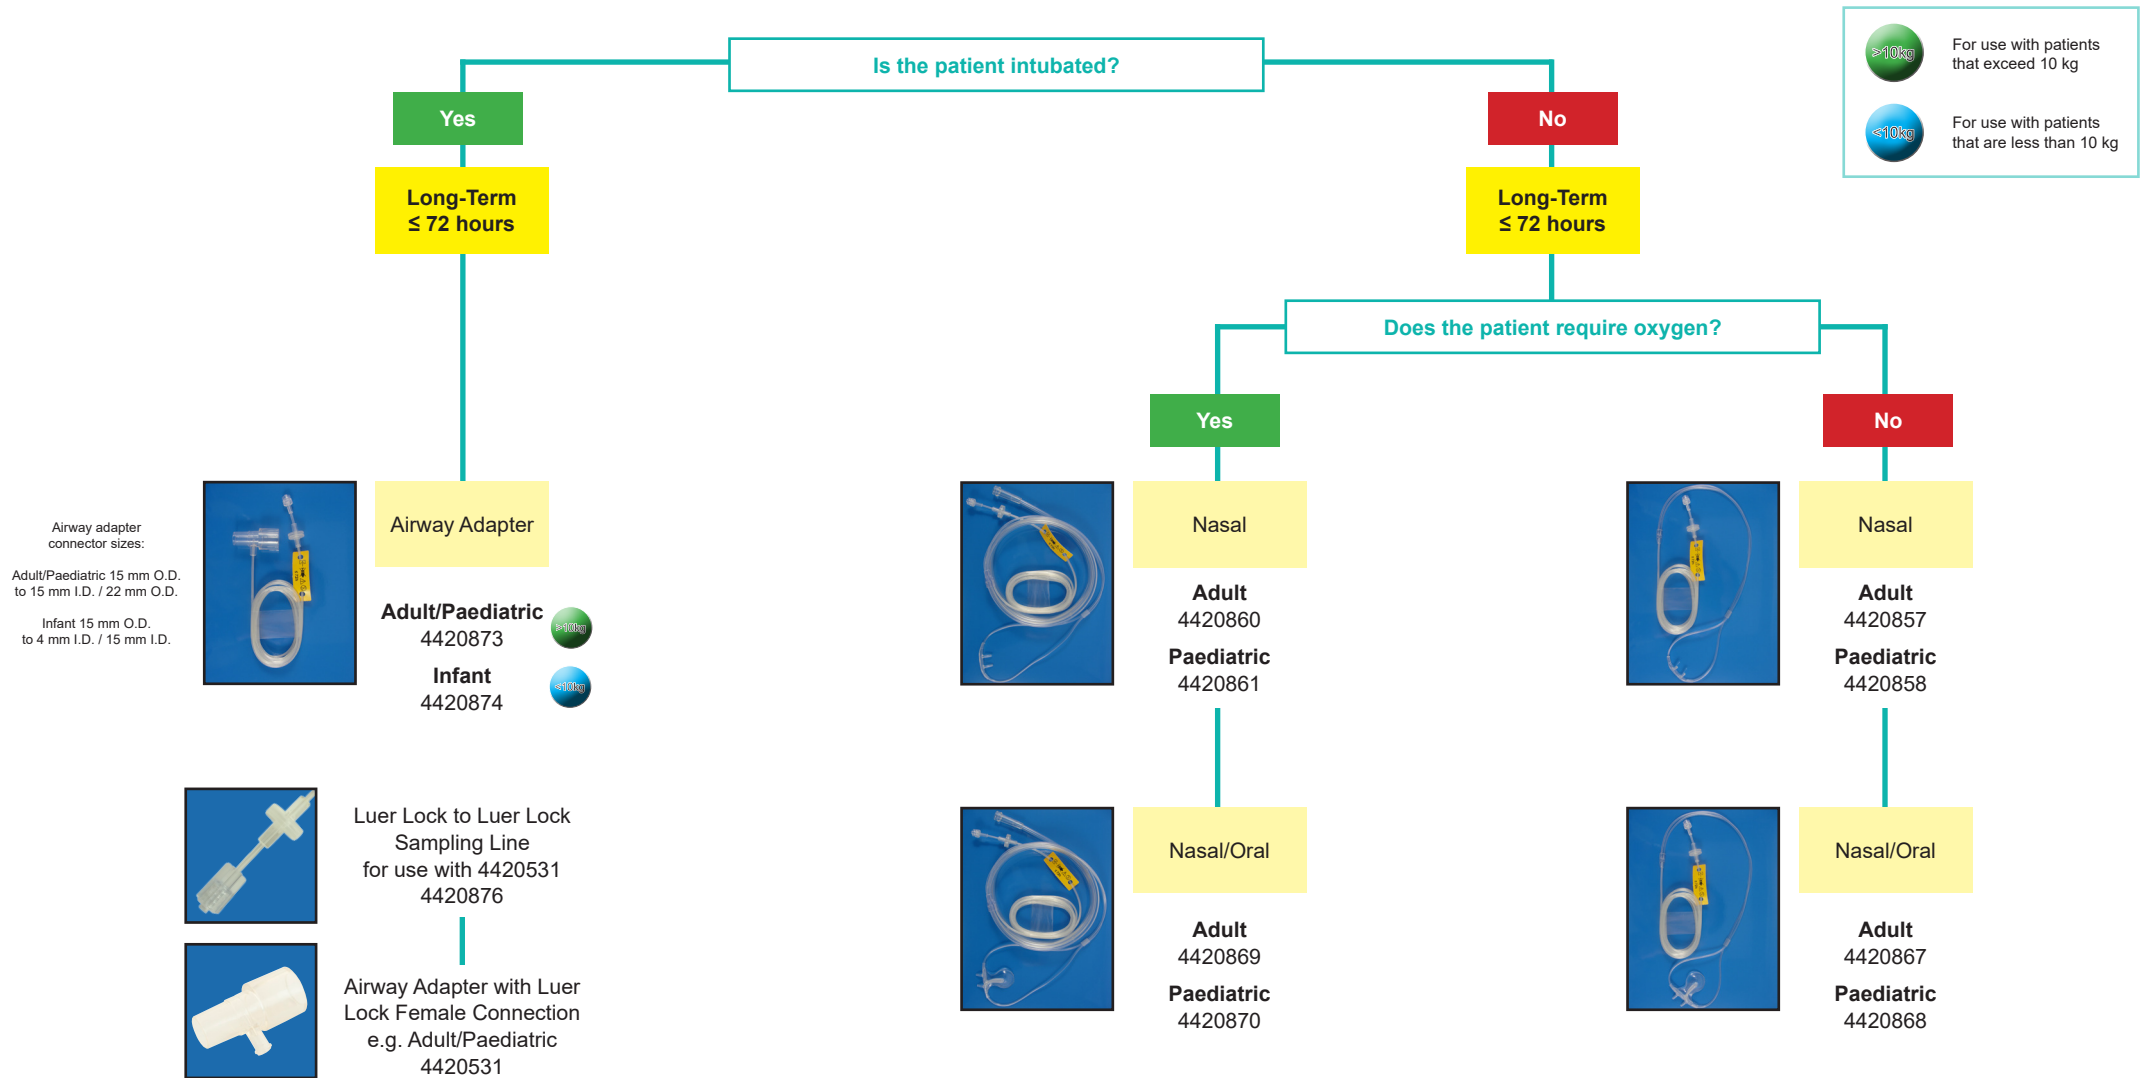 Is the patient intubated?
>10kg
For use with patients
that exceed 10 kg
<10kg
For use with patients
that are less than 10 kg
Yes
No
Long-Term
≤ 72 hours
Long-Term
≤ 72 hours
Does the patient require oxygen?
Yes
No
Airway adapter
connector sizes:
Adult/Paediatric 15 mm O.D.
to 15 mm I.D. / 22 mm O.D.
Infant 15 mm O.D.
to 4 mm I.D. / 15 mm I.D.
Airway Adapter
Adult/Paediatric
4420873
>10kg
Infant
4420874
<10kg
Nasal
Adult
4420860
Paediatric
4420861
Nasal
Adult
4420857
Paediatric
4420858
Luer Lock to Luer Lock
Sampling Line
for use with 4420531
4420876
Airway Adapter with Luer
Lock Female Connection
e.g. Adult/Paediatric
4420531
Nasal/Oral
Adult
4420869
Paediatric
4420870
Nasal/Oral
Adult
4420867
Paediatric
4420868